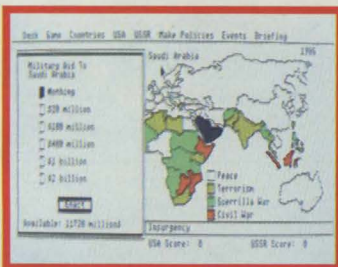 Desk Game Countries USA USSR Make Policies Events Briefing
Saudi Arabia
1986
Military Aid To
Saudi Arabia
Nothing
$20 million
$100 million
$400 million
$1 billion
$2 billion
Enact
Peace
Terrorism
Guerrilla War
Civil War
Insurgency
USA Score: 0 USSR Score: 0